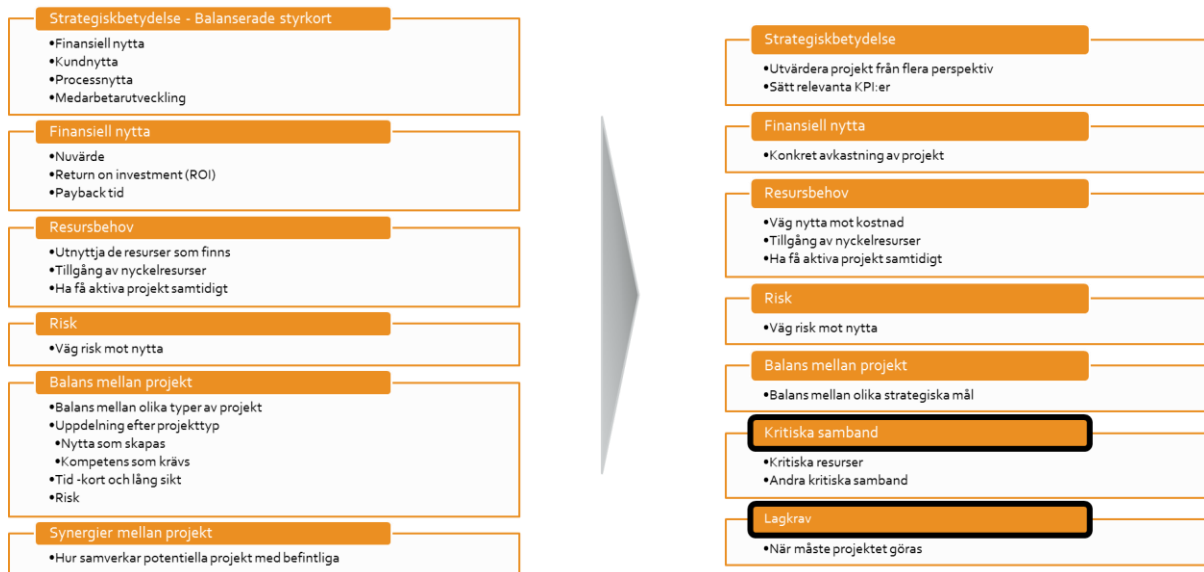 Strategiskbetydelse - Balanserade styrkort
•Finansiell nytta
•Kundnytta
•Processnytta
•Medarbetarutveckling
Finansiell nytta
•Nuvärde
•Return on investment (ROI)
•Payback tid
Resursbehov
•Utnyttja de resurser som finns
•Tillgång av nyckelresurser
•Ha få aktiva projekt samtidigt
Risk
•Väg risk mot nytta
Balans mellan projekt
•Balans mellan olika typer av projekt
•Uppdelning efter projekttyp
•Nytta som skapas
•Kompetens som krävs
•Tid -kort och lång sikt
•Risk
Synergier mellan projekt
•Hur samverkar potentiella projekt med befintliga
Strategiskbetydelse
•Utvärdera projekt från flera perspektiv
•Sätt relevanta KPI:er
Finansiell nytta
•Konkret avkastning av projekt
Resursbehov
•Väg nytta mot kostnad
•Tillgång av nyckelresurser
•Ha få aktiva projekt samtidigt
Risk
•Väg risk mot nytta
Balans mellan projekt
•Balans mellan olika strategiska mål
Kritiska samband
•Kritiska resurser
•Andra kritiska samband
Lagkrav
•När måste projektet göras